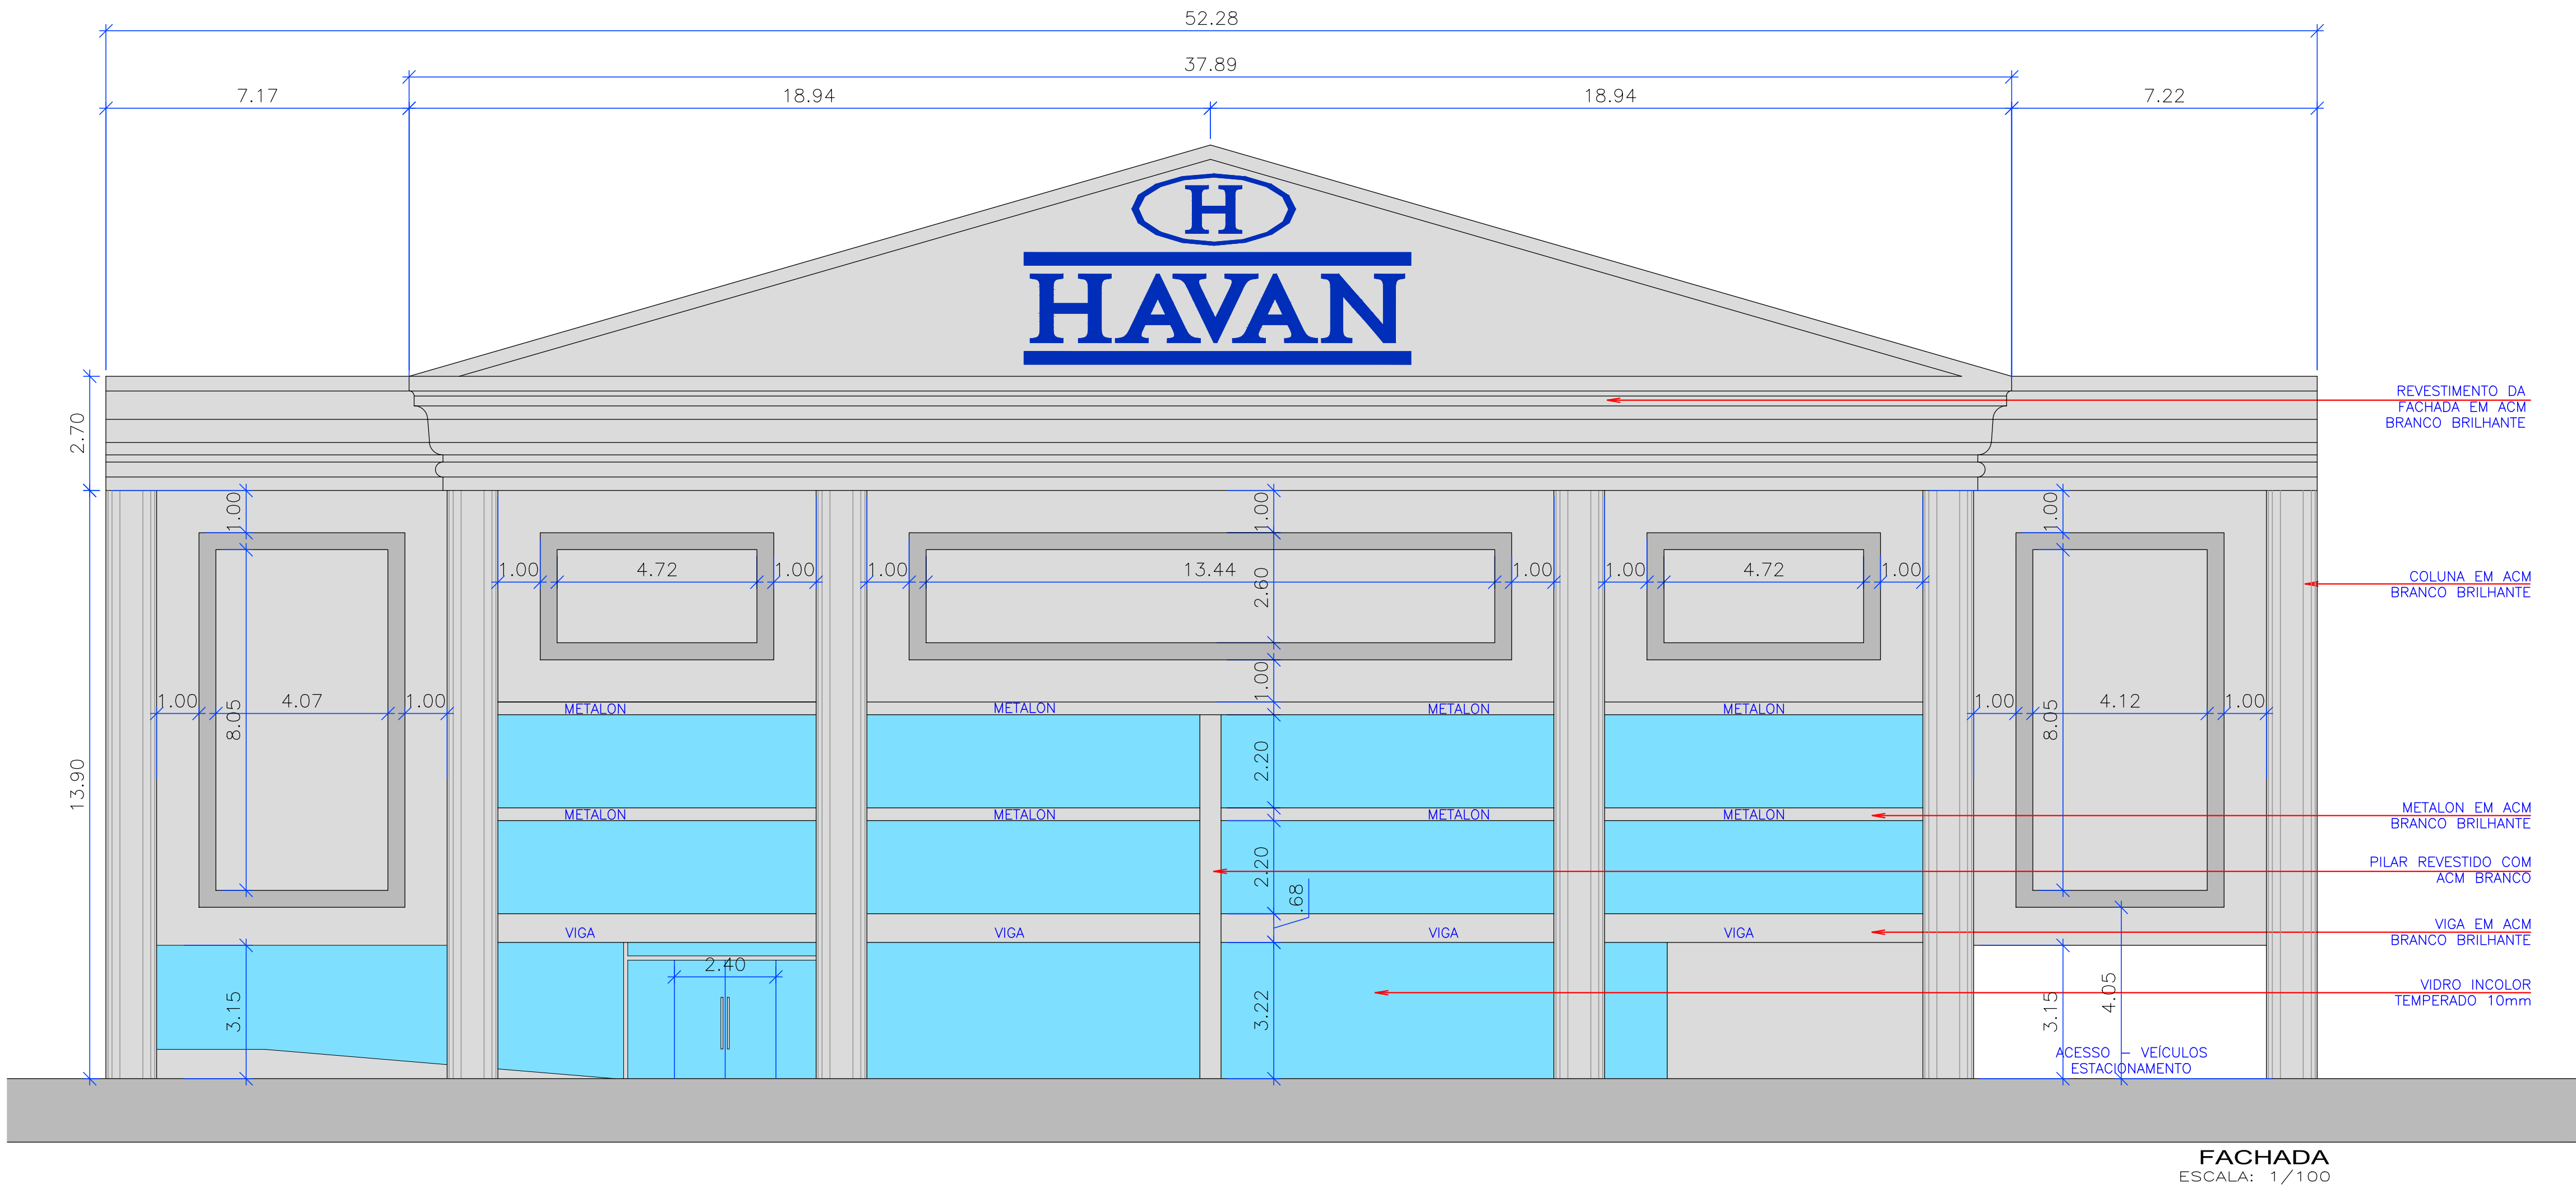 52.28
37.89
7.17
18.94
18.94
7.22
H
HAVAN
2.70
REVESTIMENTO DA
FACHADA EM ACM
BRANCO BRILHANTE
1.00
1.00
1.00
1.00
4.72
1.00
1.00
13.44
1.00
2.60
1.00
4.72
1.00
COLUNA EM ACM
BRANCO BRILHANTE
1.00
4.07
1.00
8.05
1.00
1.00
4.12
1.00
8.05
METALON
METALON
METALON
METALON
13.90
2.20
METALON
METALON
METALON
METALON
METALON EM ACM
BRANCO BRILHANTE
2.20
PILAR REVESTIDO COM
ACM BRANCO
.68
VIGA
VIGA
VIGA
VIGA
VIGA EM ACM
BRANCO BRILHANTE
2.40
3.15
3.22
3.15
4.05
VIDRO INCOLOR
TEMPERADO 10mm
ACESSO – VEÍCULOS
ESTACIONAMENTO
FACHADA
ESCALA: 1/100